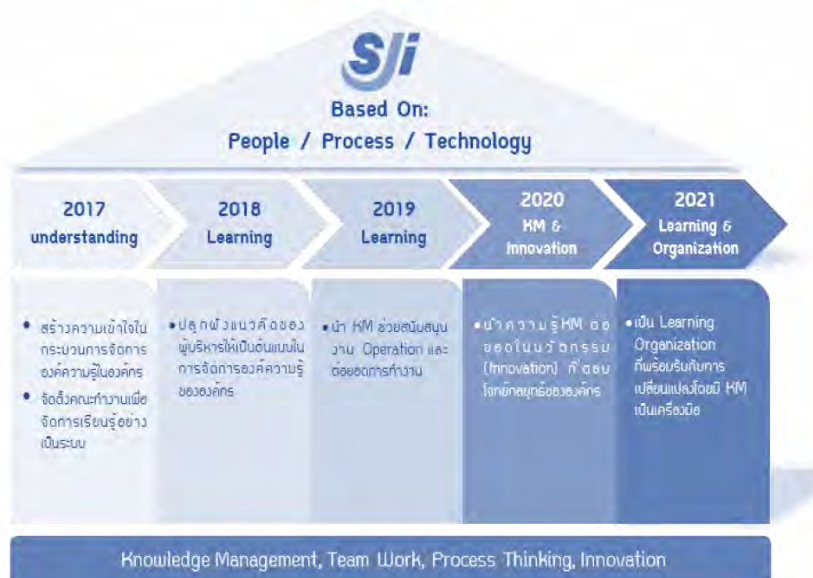 SJi
Based On:
People / Process / Technology
2017
understanding
2018
Learning
2019
Learning
2020
KM &
Innovation
2021
Learning &
Organization
• สร้างความเข้าใจใน
กระบวนการจัดการ
องค์ความรู้ในองค์กร
• จัดตั้งคณะทำงานเพื่อ
จัดการเรียนรู้อย่าง
เป็นระบบ
•ปลูกฝังแนวคิดของ
ผู้บริหารให้เป็นต้นแบบใน
การจัดการองค์ความรู้
ขององค์กร
•นำ KM ช่วยสนับสนุน
งาน Operation และ
ต่อยอดการทำงาน
•นำความรู้KM ต่อ
ยอดในนวัตกรรม
(Innovation) ที่ตอบ
โจทย์กลยุทธ์ขององค์กร
•เป็น Learning
Organization
ที่พร้อมรับกับการ
เปลี่ยนแปลงโดยมี KM
เป็นเครื่องมือ
Knowledge Management, Team Work, Process Thinking, Innovation